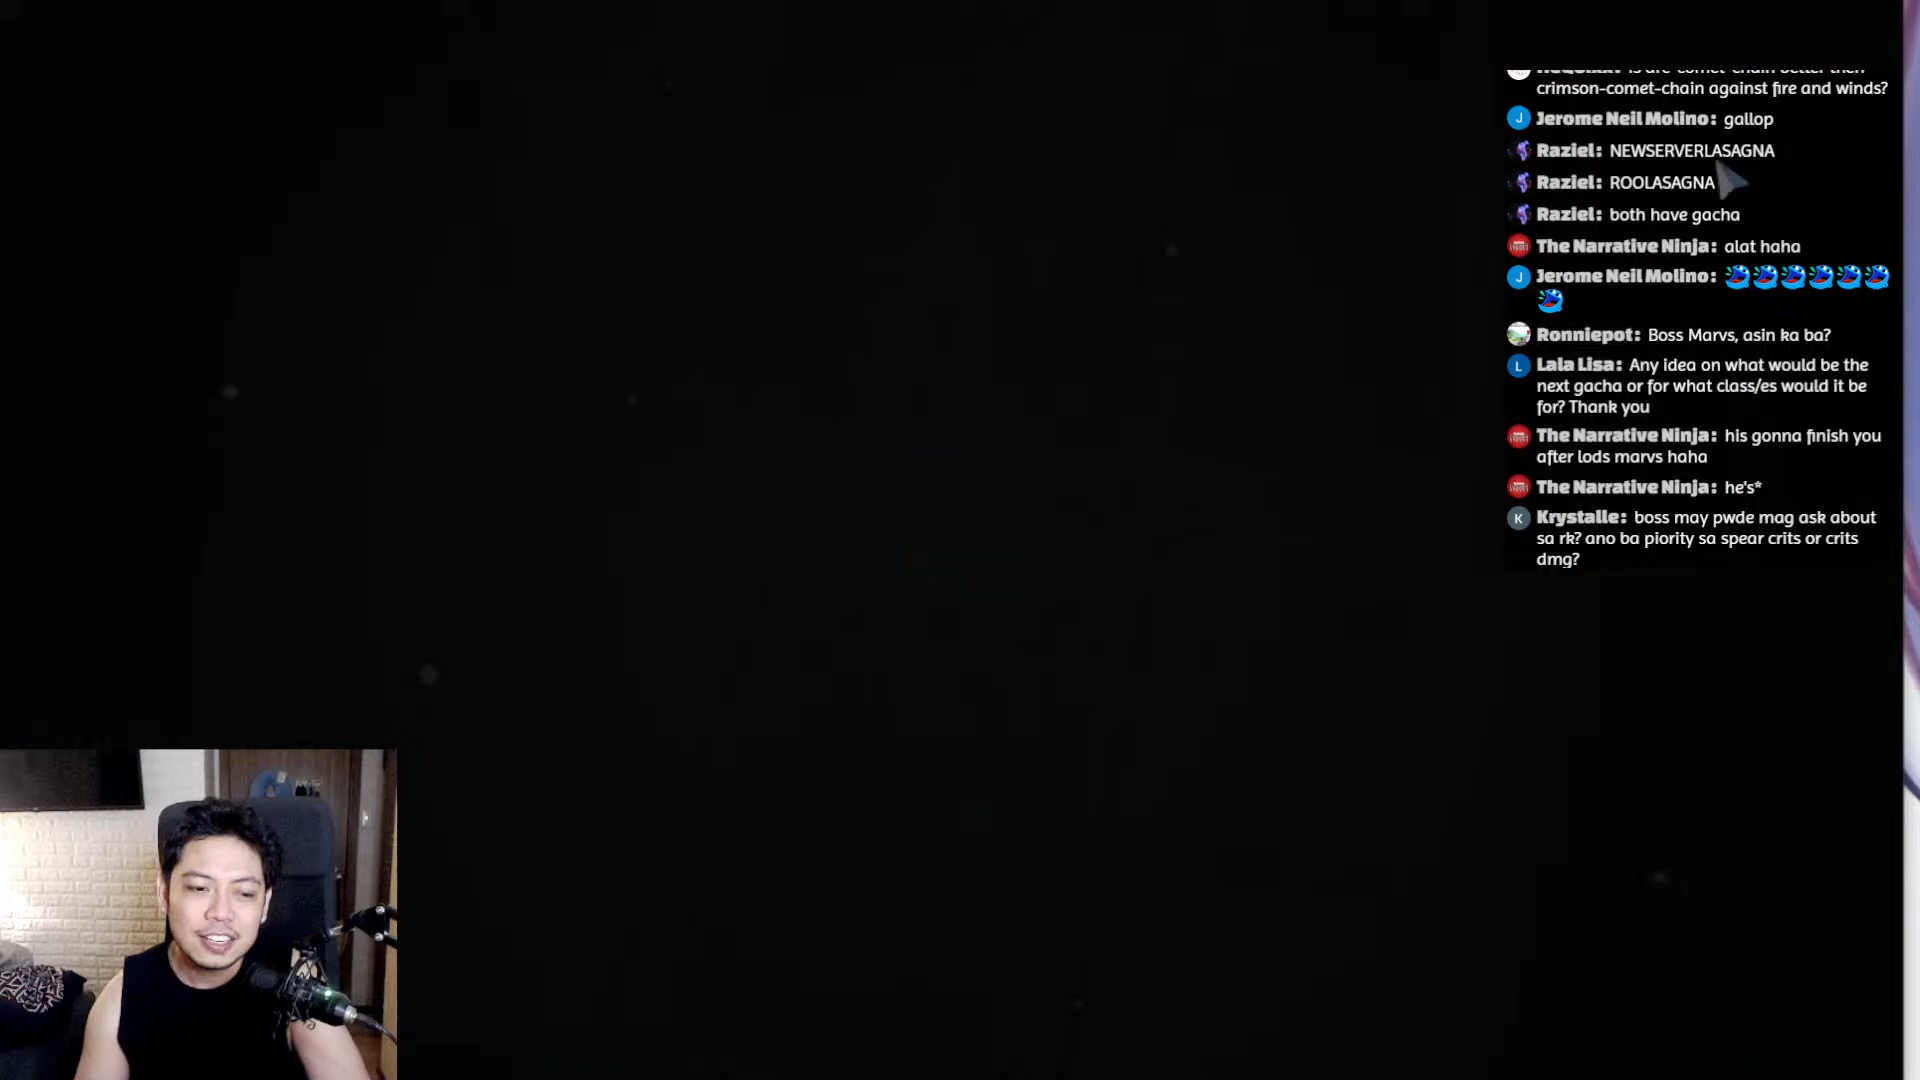 crimson-comet-chain against fire and winds?
Jerome Neil Molino: gallop
Raziel: NEWSERVERLASAGNA
Raziel: ROOLASAGNA
Raziel: both have gacha
The Narrative Ninja: alat haha
J Jerome Neil Molino:
Ronniepot: Boss Marvs, asin ka ba?
L Lala Lisa: Any idea on what would be the
next gacha or for what class/es would it be
for? Thank you
The Narrative Ninja: his gonna finish you
after lods marvs haha
The Narrative Ninja: he's*
K Krystalle: boss may pwde mag ask about
sa rk? ano ba piority sa spear crits or crits
dmg?